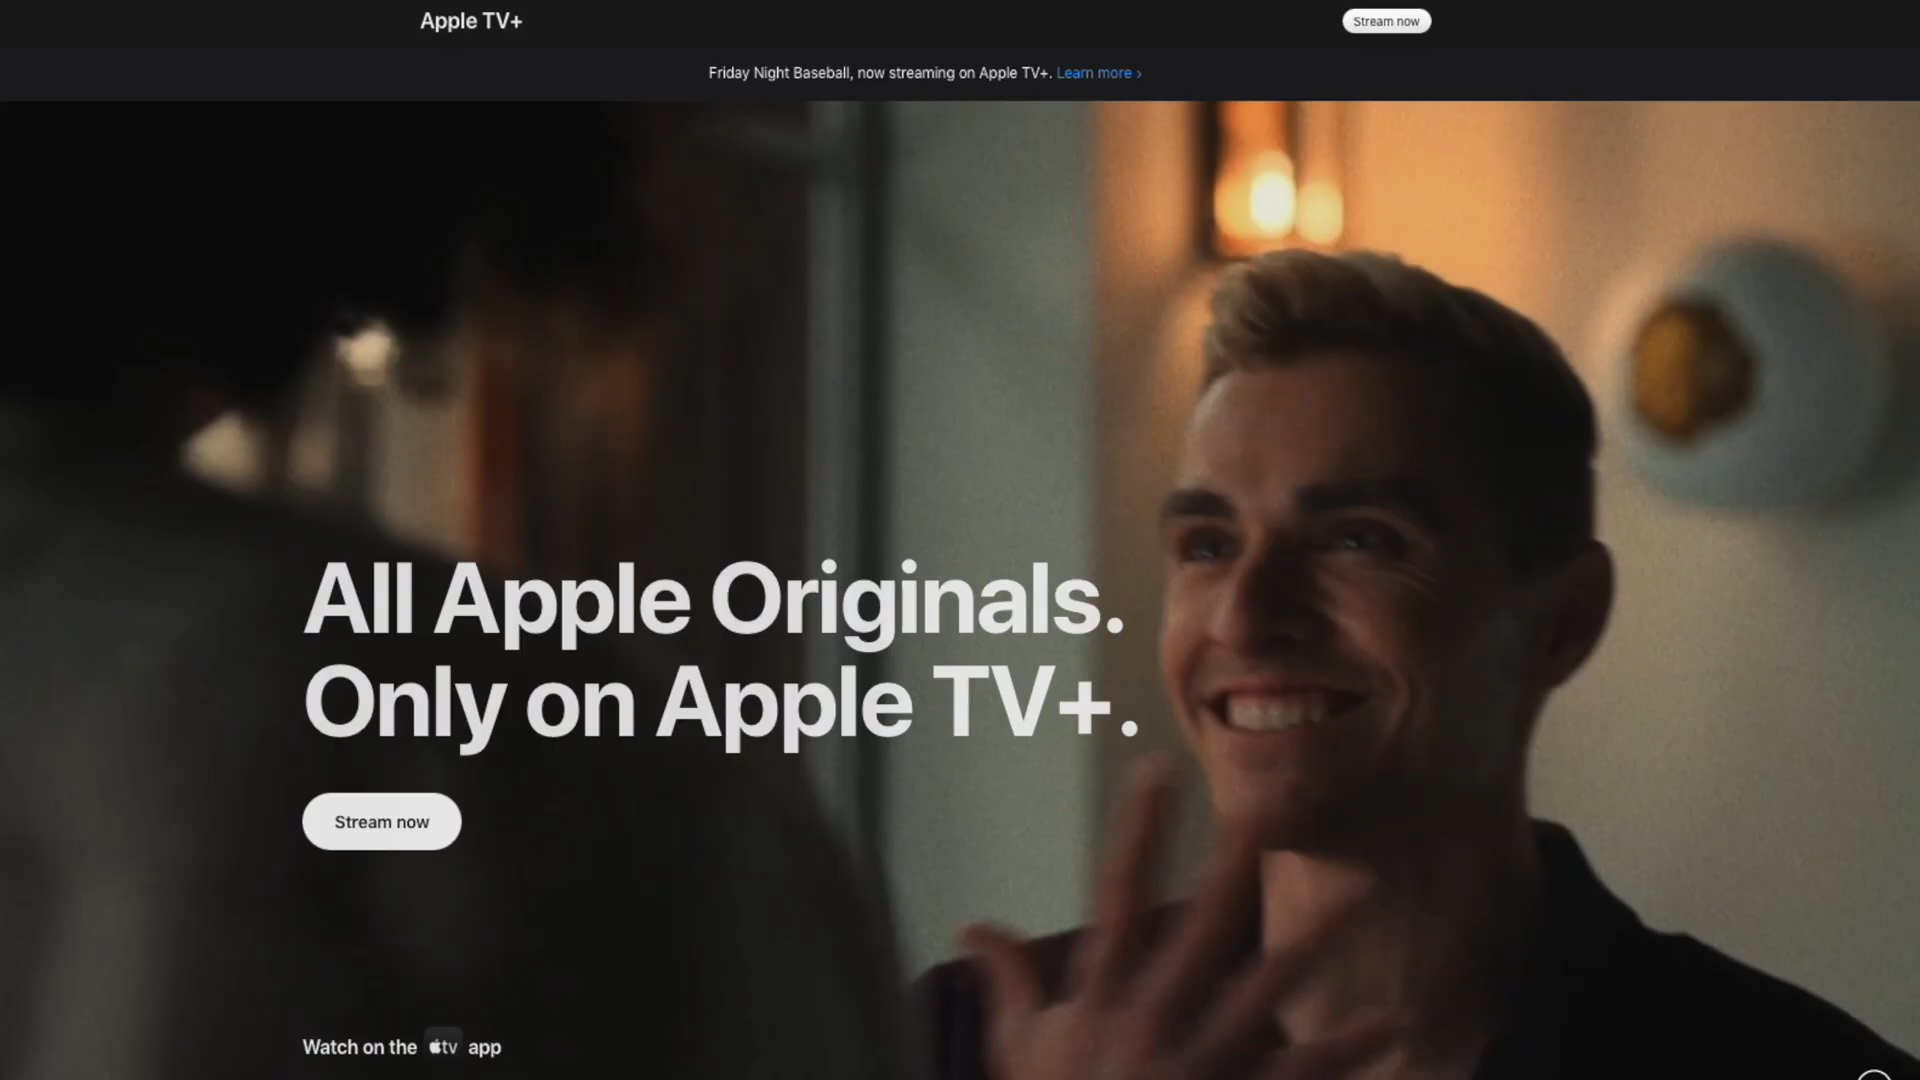 Apple TV+
Stream now
Friday Night Baseball, now streaming on Apple TV+. Learn more ›
All Apple Originals.
Only on Apple TV+.
Stream now
Watch on the tv app